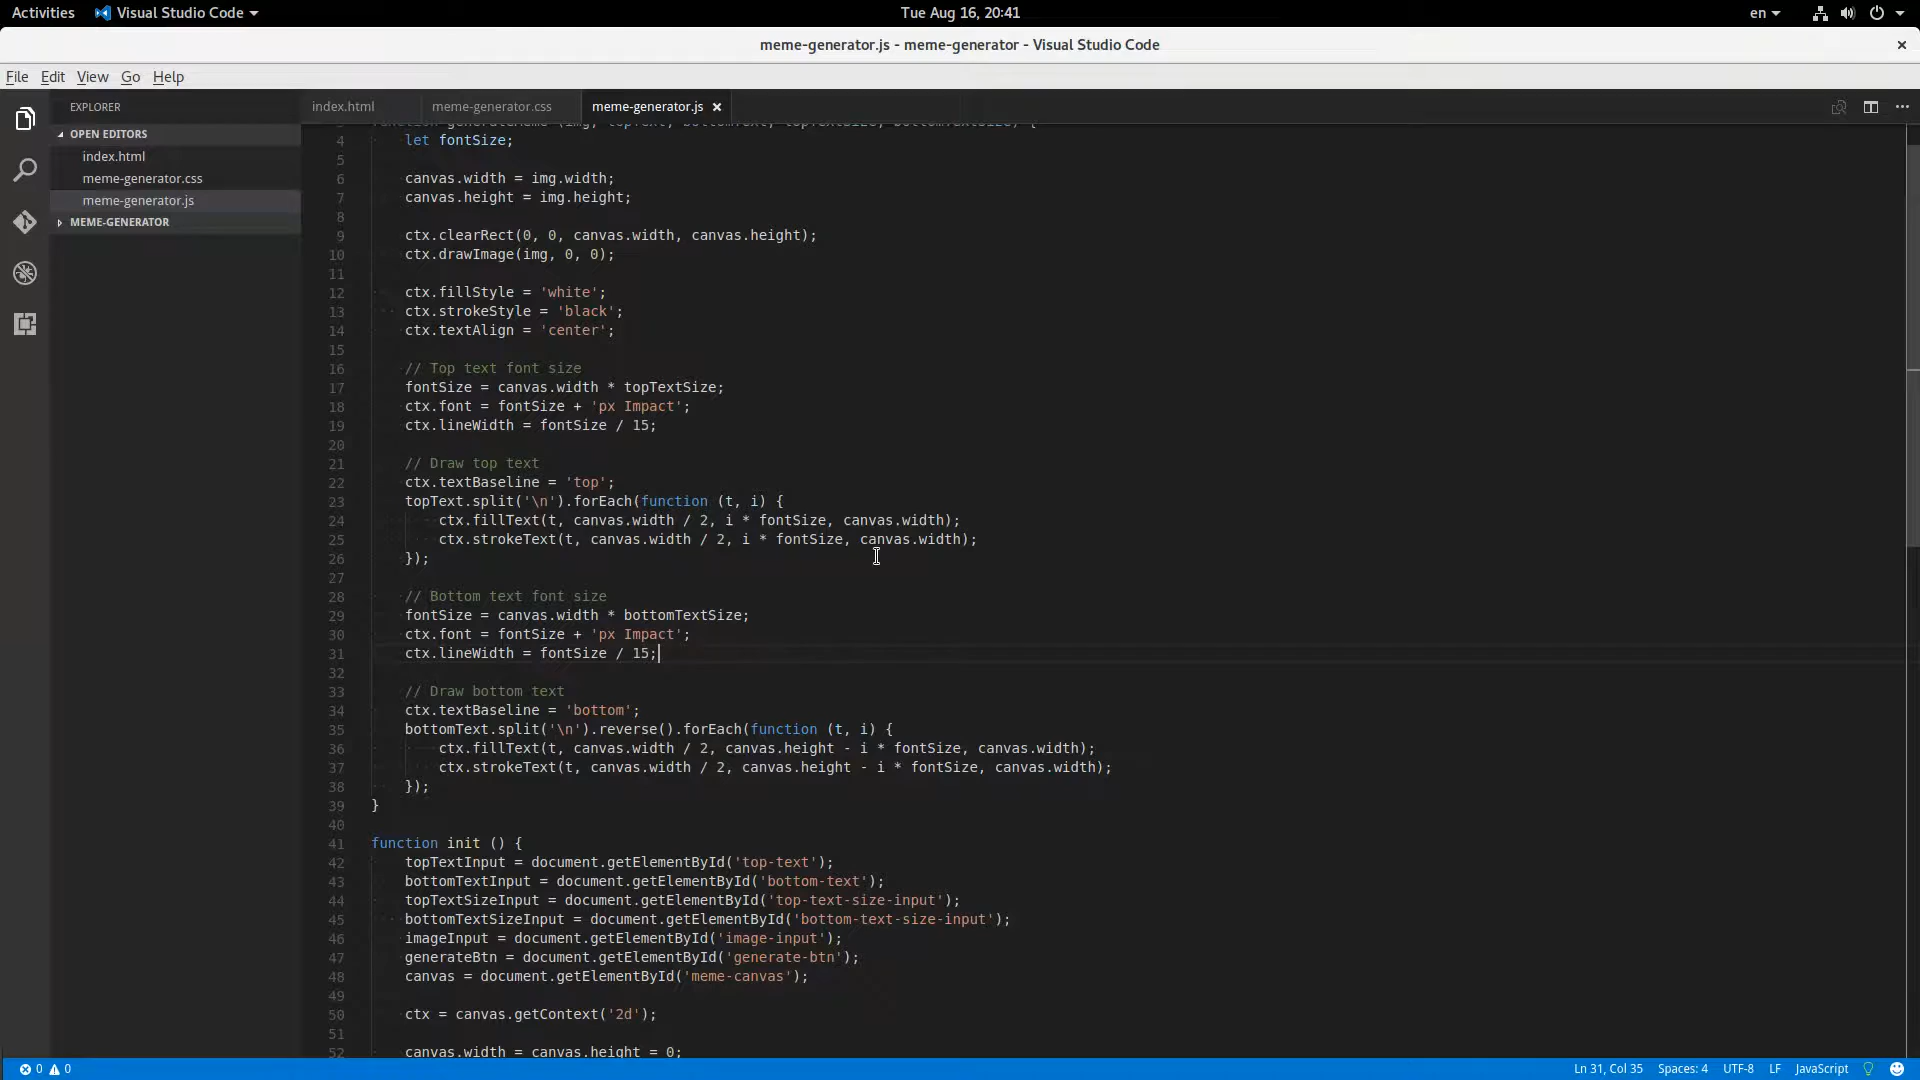 Activities Visual Studio Code Tue Aug 16, 20:41 en
meme-generator.js - meme-generator - Visual Studio Code
File Edit View Go Help
EXPLORER
OPEN EDITORS
index.html
meme-generator.css
meme-generator.js
MEME-GENERATOR
index.html meme-generator.css meme-generator.js
4 let fontSize;
5
6 canvas.width = img.width;
7 canvas.height = img.height;
8
9 ctx.clearRect(0, 0, canvas.width, canvas.height);
10 ctx.drawImage(img, 0, 0);
11
12 ctx.fillStyle = 'white';
13 ctx.strokeStyle = 'black';
14 ctx.textAlign = 'center';
15
16 // Top text font size
17 fontSize = canvas.width * topTextSize;
18 ctx.font = fontSize + 'px Impact';
19 ctx.lineWidth = fontSize / 15;
20
21 // Draw top text
22 ctx.textBaseline = 'top';
23 topText.split('\n').forEach(function (t, i) {
24 ctx.fillText(t, canvas.width / 2, i * fontSize, canvas.width);
25 ctx.strokeText(t, canvas.width / 2, i * fontSize, canvas.width);
26 });
27
28 // Bottom text font size
29 fontSize = canvas.width * bottomTextSize;
30 ctx.font = fontSize + 'px Impact';
31 ctx.lineWidth = fontSize / 15;
32
33 // Draw bottom text
34 ctx.textBaseline = 'bottom';
35 bottomText.split('\n').reverse().forEach(function (t, i) {
36 ctx.fillText(t, canvas.width / 2, canvas.height - i * fontSize, canvas.width);
37 ctx.strokeText(t, canvas.width / 2, canvas.height - i * fontSize, canvas.width);
38 });
39 }
40
41 function init () {
42 topTextInput = document.getElementById('top-text');
43 bottomTextInput = document.getElementById('bottom-text');
44 topTextSizeInput = document.getElementById('top-text-size-input');
45 bottomTextSizeInput = document.getElementById('bottom-text-size-input');
46 imageInput = document.getElementById('image-input');
47 generateBtn = document.getElementById('generate-btn');
48 canvas = document.getElementById('meme-canvas');
49
50 ctx = canvas.getContext('2d');
51
52 canvas.width = canvas.height = 0;
0 0 Ln 31, Col 35 Spaces: 4 UTF-8 LF JavaScript